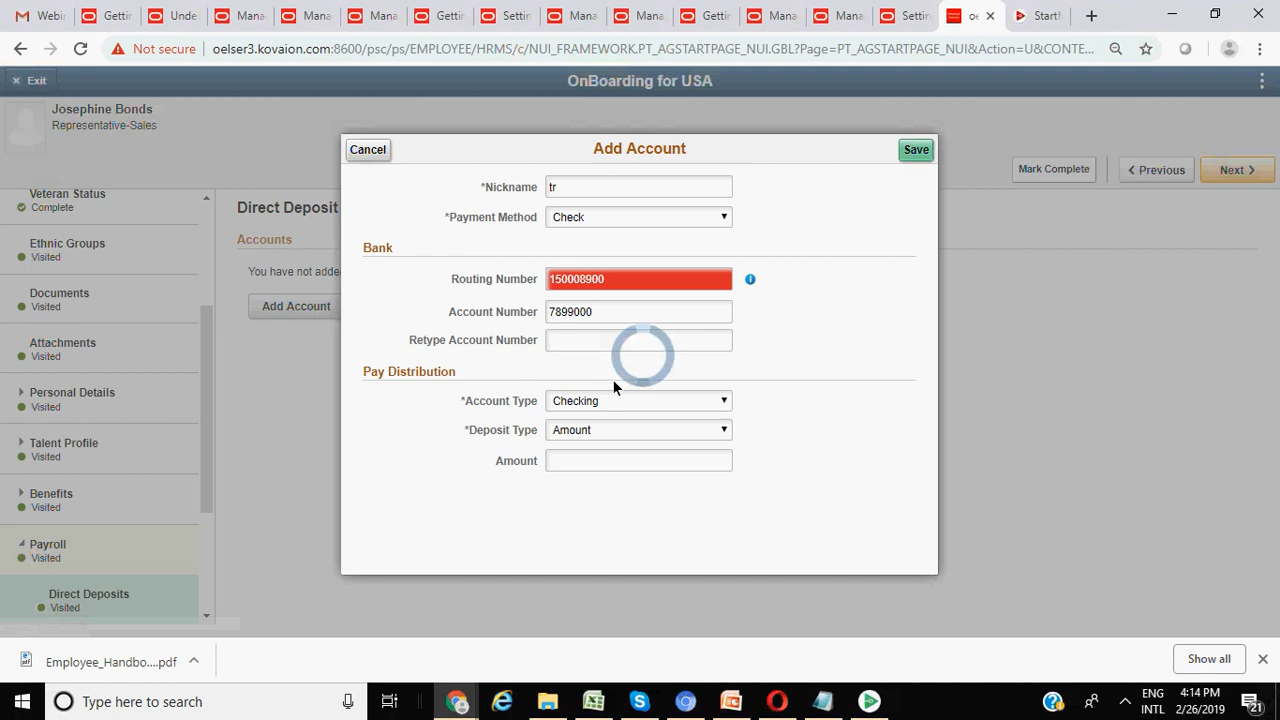 Webir
Gettin
Unde
Mana
Mana
Mana
Gettin
Settin
Mana
Mana
Gettin
Mana
Mana
Settin
oe
StartM
Not secure
oelser3.kovaion.com:8600/psc/ps/EMPLOYEE/HRMS/c/NUI_FRAMEWORK.PT_AGSTARTPAGE_NUI.GBL?Page=PT_AGSTARTPAGE_NUI&Action=U&CONTE...
Exit
OnBoarding for USA
Josephine Bonds
Representative-Sales
Mark Complete
Previous
Next
Veteran Status
Complete
Ethnic Groups
Visited
Documents
Visited
Attachments
Visited
Personal Details
Visited
Talent Profile
Visited
Benefits
Visited
Payroll
Visited
Direct Deposits
Visited
Direct Deposit
Accounts
You have not adde
Add Account
Cancel
Add Account
Save
*Nickname
tr
*Payment Method
Check
Bank
Routing Number
150008900
Account Number
7899000
Retype Account Number
Pay Distribution
*Account Type
Checking
*Deposit Type
Amount
Amount
Employee_Handbo....pdf
Show all
Type here to search
ENG
INTL
4:14 PM
2/26/2019
21